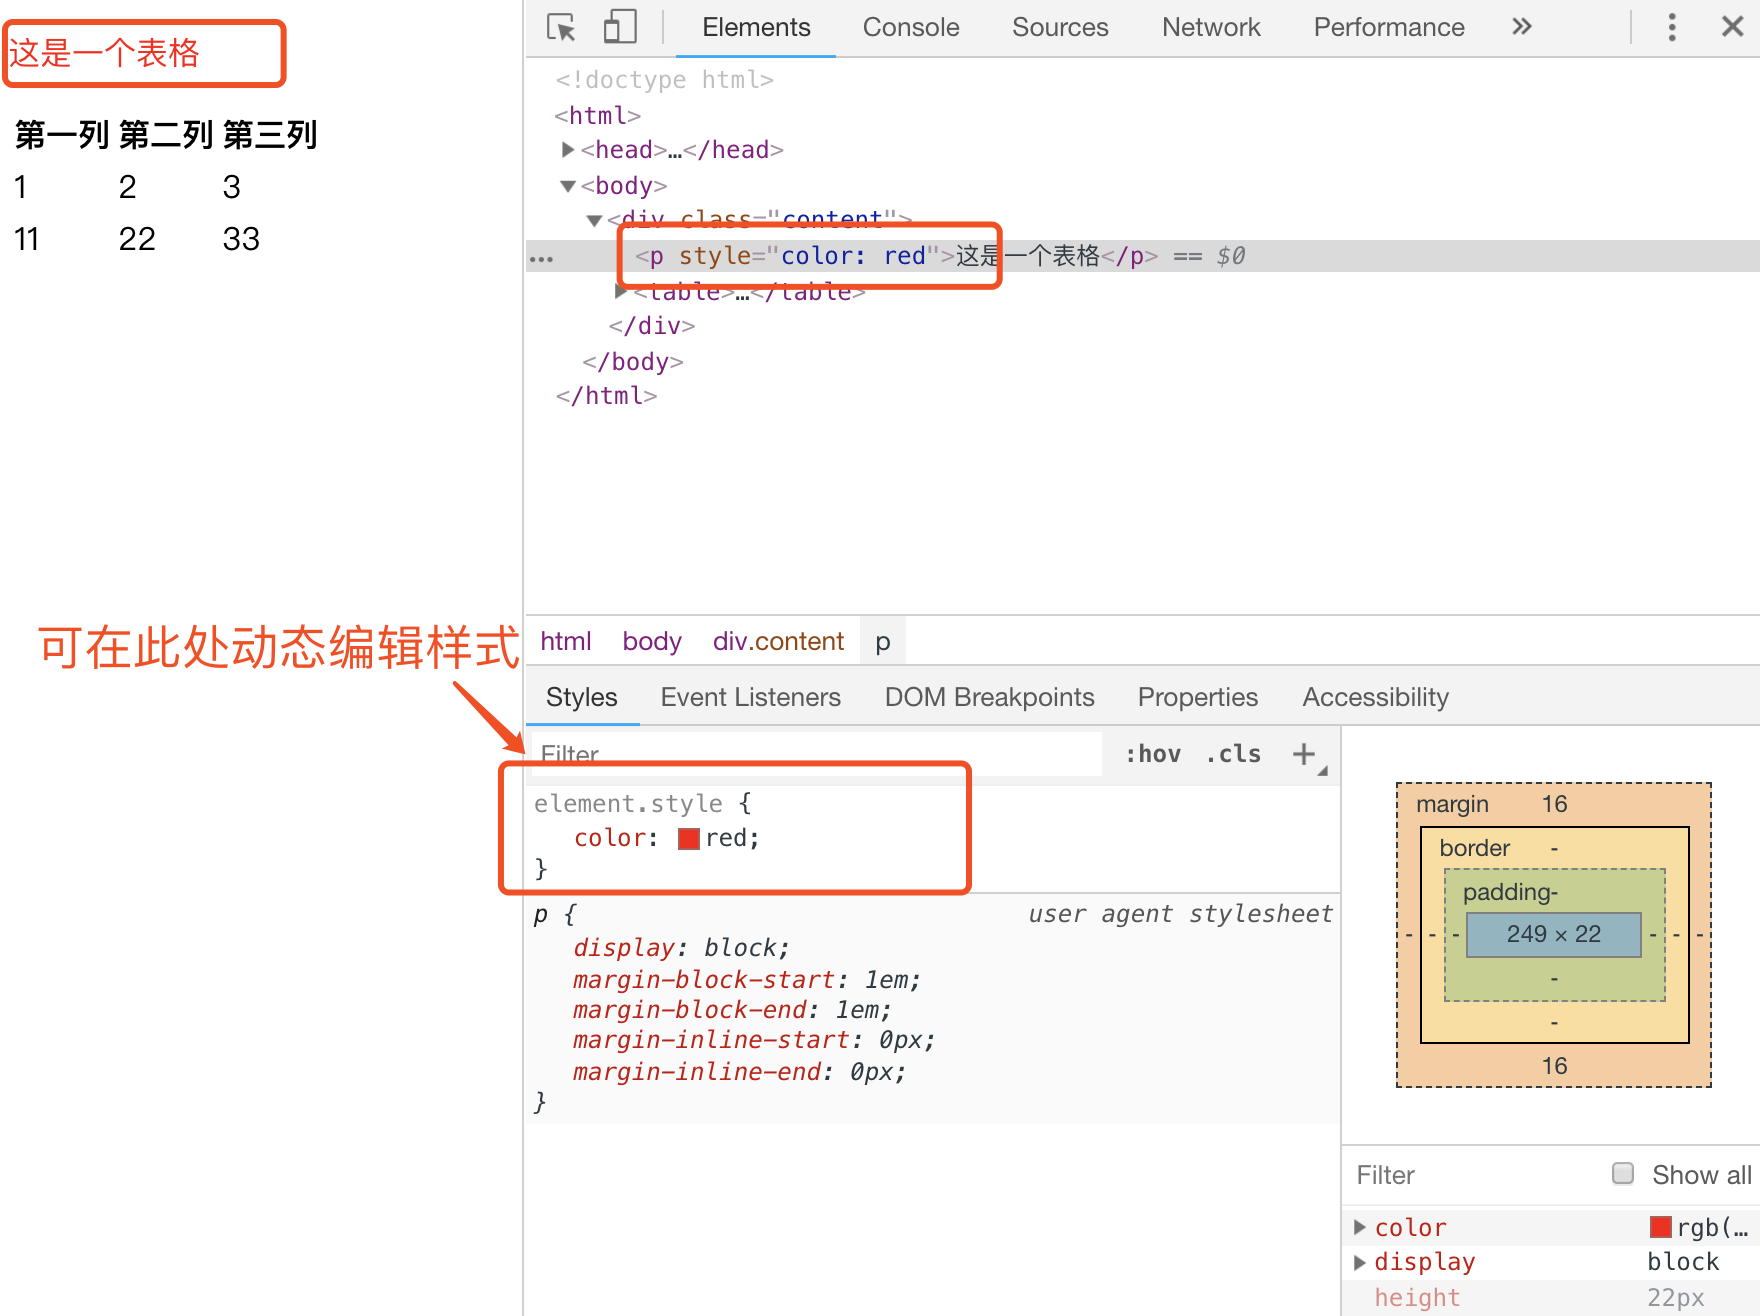 这是一个表格
第一列 第二列 第三列
1 2 3
11 22 33
可在此处动态编辑样式
Elements Console Sources Network Performance »
<!doctype html>
<html>
<head>…</head>
<body>
<div class="content">
… <p style="color: red">这是一个表格</p> == $0
<table>…</table>
</div>
</body>
</html>
html body div.content p
Styles Event Listeners DOM Breakpoints Properties Accessibility
Filter :hov .cls +
element.style {
color: red;
}
p { user agent stylesheet
display: block;
margin-block-start: 1em;
margin-block-end: 1em;
margin-inline-start: 0px;
margin-inline-end: 0px;
}
margin 16
border -
padding-
- - - 249 × 22 - - -
-
-
16
Filter Show all
color rgb(…
display block
height 22px